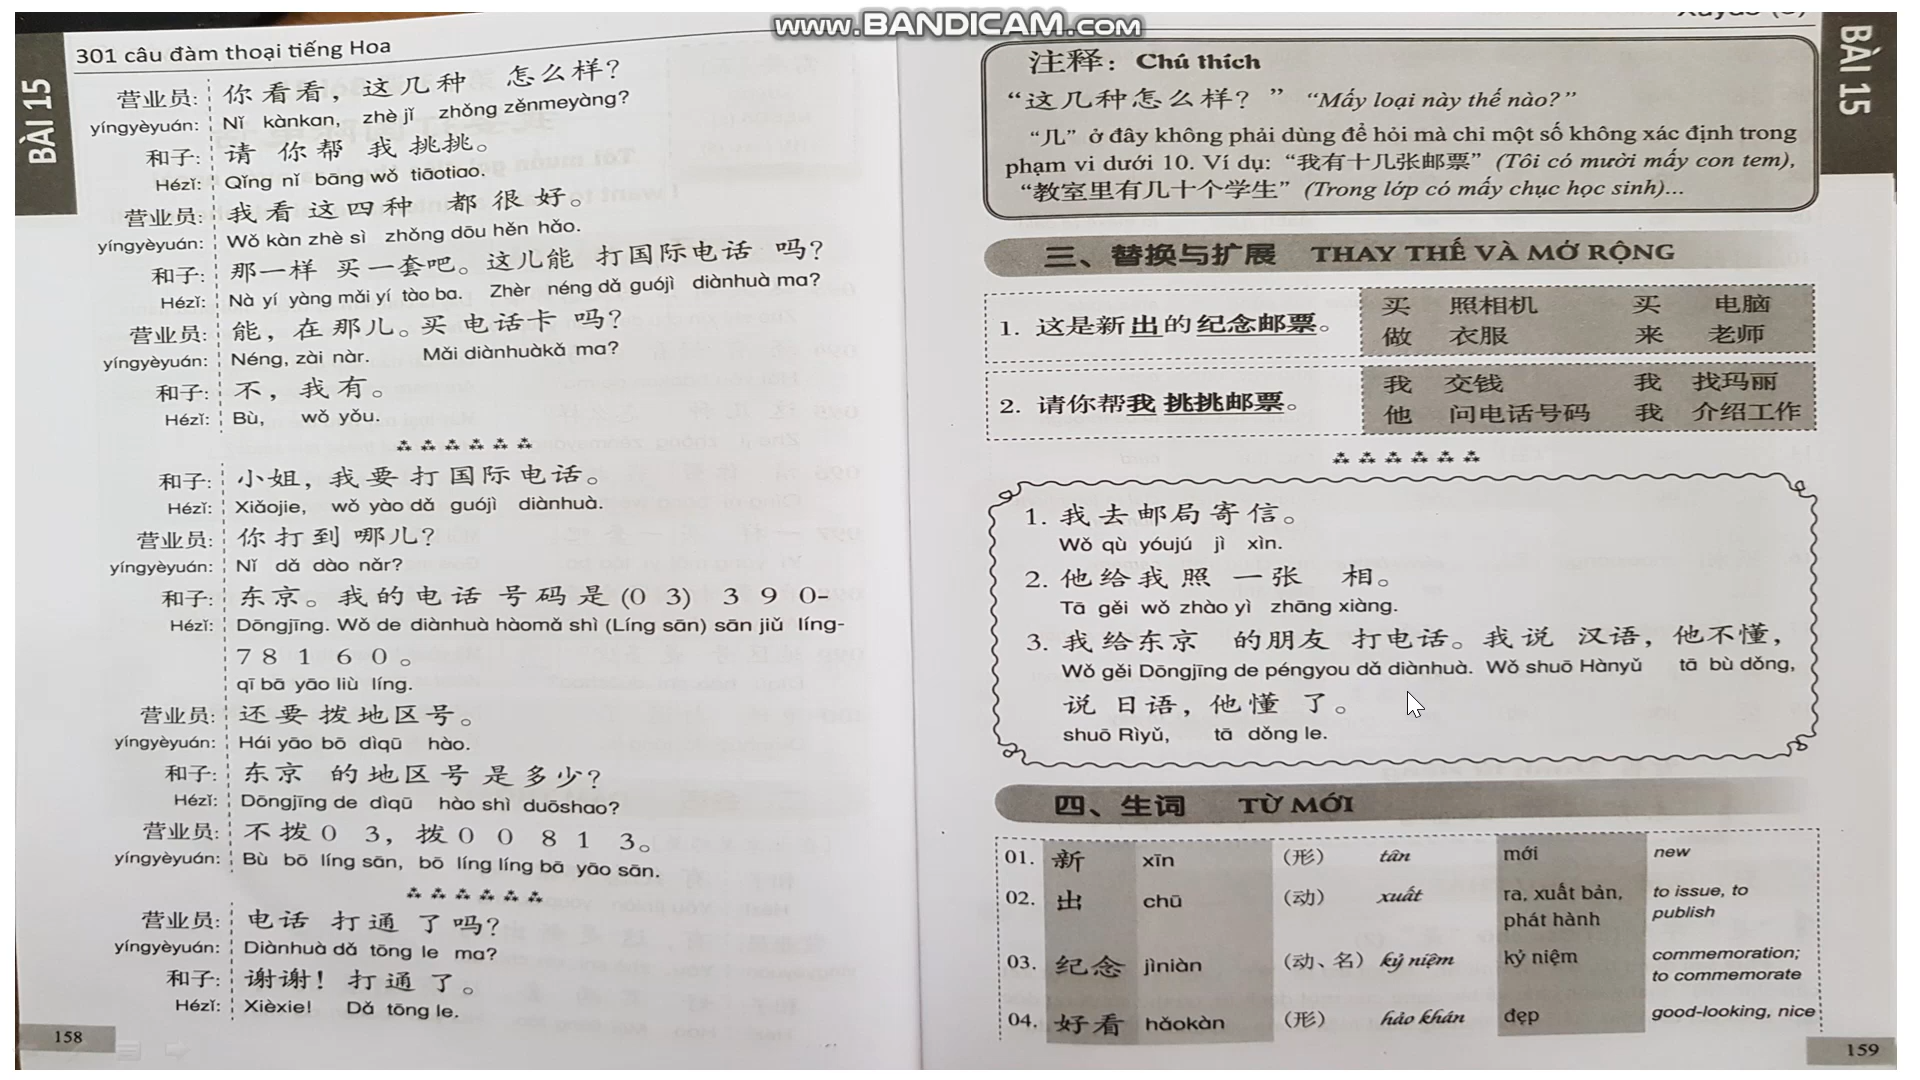 www.BANDICAM.com
301 câu đàm thoại tiếng Hoa
BÀI 15
营业员: 你看看，这几种 怎么样？
yíngyèyuán: Nǐ kànkan, zhè jǐ zhǒng zěnmeyàng?
和子: 请 你帮 我 挑挑。
Hézǐ: Qǐng nǐ bāng wǒ tiāotiao.
营业员: 我看 这四种 都很好。
yíngyèyuán: Wǒ kàn zhè sì zhǒng dōu hěn hǎo.
和子: 那一样 买一套吧。这儿能 打国际电话 吗？
Hézǐ: Nà yí yàng mǎi yí tào ba. Zhèr néng dǎ guójì diànhuà ma?
营业员: 能，在那儿。买 电话卡 吗？
yíngyèyuán: Néng, zài nàr. Mǎi diànhuàkǎ ma?
和子: 不，我有。
Hézǐ: Bù, wǒ yǒu.
和子: 小姐，我要 打国际电话。
Hézǐ: Xiǎojie, wǒ yào dǎ guójì diànhuà.
营业员: 你打到 哪儿？
yíngyèyuán: Nǐ dǎ dào nǎr?
和子: 东京。我的电话 号码是 (0 3) 3 9 0-
Hézǐ: Dōngjīng. Wǒ de diànhuà hàomǎ shì (Líng sān) sān jiǔ líng-
7 8 1 6 0 。
qī bā yāo liù líng.
营业员: 还要 拨地区号。
yíngyèyuán: Hái yāo bō dìqū hào.
和子: 东京 的地区 号是多少？
Hézǐ: Dōngjīng de dìqū hào shì duōshao?
营业员: 不拨 0 3，拨 0 0 8 1 3。
yíngyèyuán: Bù bō líng sān, bō líng líng bā yāo sān.
营业员: 电话 打通 了吗？
yíngyèyuán: Diànhuà dǎ tōng le ma?
和子: 谢谢！ 打通 了。
Hézǐ: Xièxie! Dǎ tōng le.
158
BÀI 15
注释：Chú thích
“这几种怎么样？” “Mấy loại này thế nào?”
“几” ở đây không phải dùng để hỏi mà chỉ một số không xác định trong
phạm vi dưới 10. Ví dụ: “我有十几张邮票” (Tôi có mười mấy con tem),
“教室里有几十个学生” (Trong lớp có mấy chục học sinh)...
三、替换与扩展 THAY THẾ VÀ MỞ RỘNG
1. 这是新出的纪念邮票。
买 照相机 买 电脑
做 衣服 来 老师
2. 请你帮我 挑挑邮票。
我 交钱 我 找玛丽
他 问电话号码 我 介绍工作
1. 我去邮局寄信。
Wǒ qù yóujú jì xìn.
2. 他给我照 一张 相。
Tā gěi wǒ zhào yì zhāng xiàng.
3. 我给东京 的朋友 打电话。我说 汉语，他不懂，
Wǒ gěi Dōngjīng de péngyou dǎ diànhuà. Wǒ shuō Hànyǔ tā bù dǒng,
说 日语，他懂 了。
shuō Rìyǔ, tā dǒng le.
四、生词 TỪ MỚI
01. 新 xīn （形） tân mới new
02. 出 chū （动） xuất ra, xuất bản, phát hành to issue, to publish
03. 纪念 jìniàn （动、名） kỷ niệm kỷ niệm commemoration; to commemorate
04. 好看 hǎokàn （形） hảo khán đẹp good-looking, nice
159